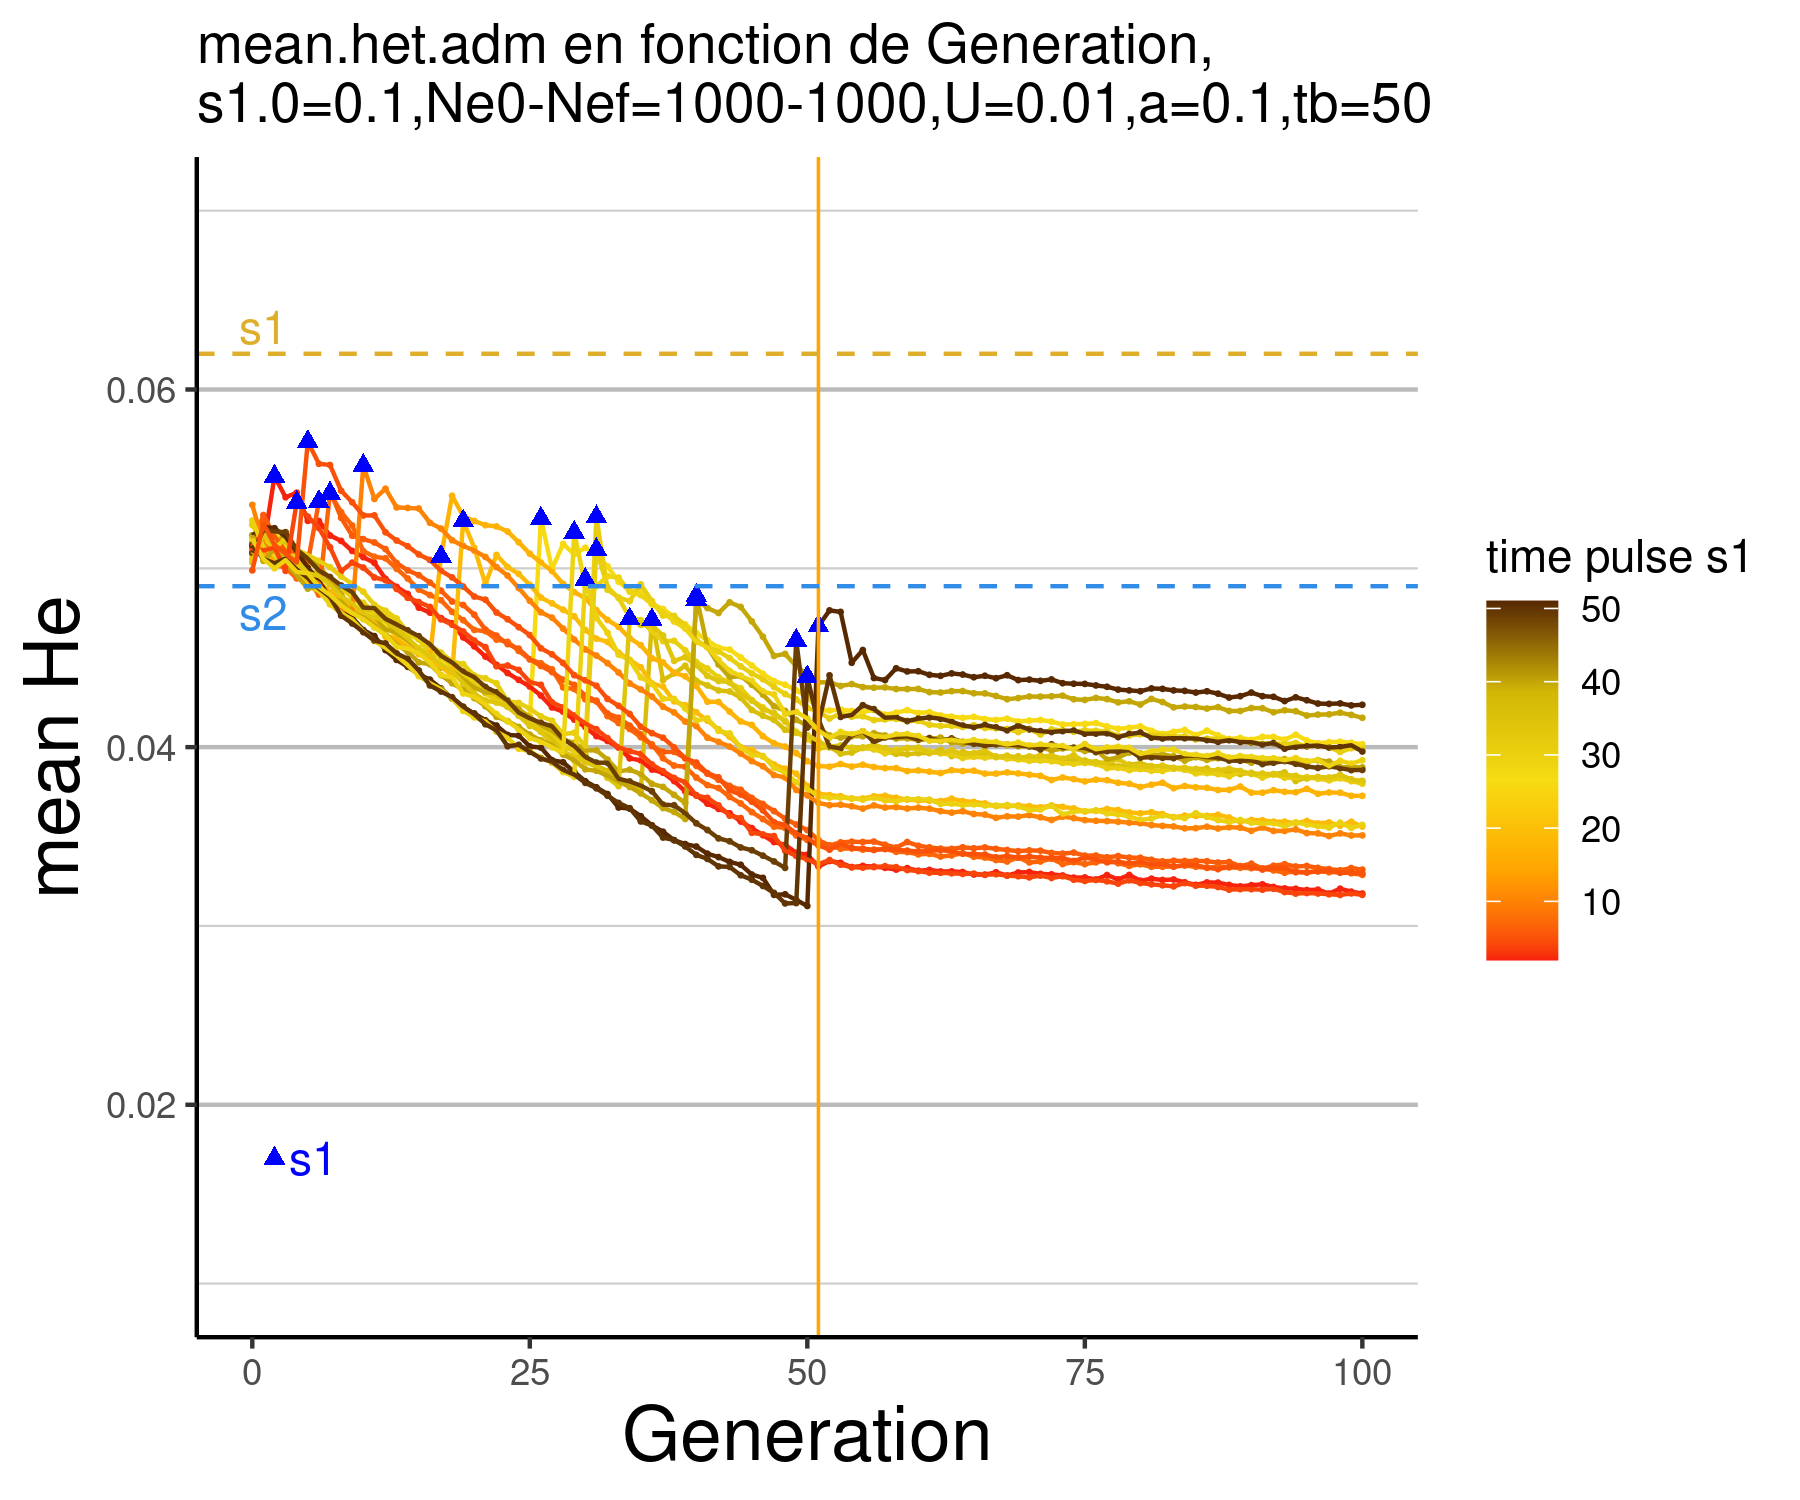 mean.het.adm en fonction de Generation,
s1.0=0.1,Ne0-Nef=1000-1000,U=0.01,a=0.1,tb=50
s1
0.06
s2
mean He
0.04
0.02
s1
0 25 50 75 100
Generation
time pulse s1
50
40
30
20
10